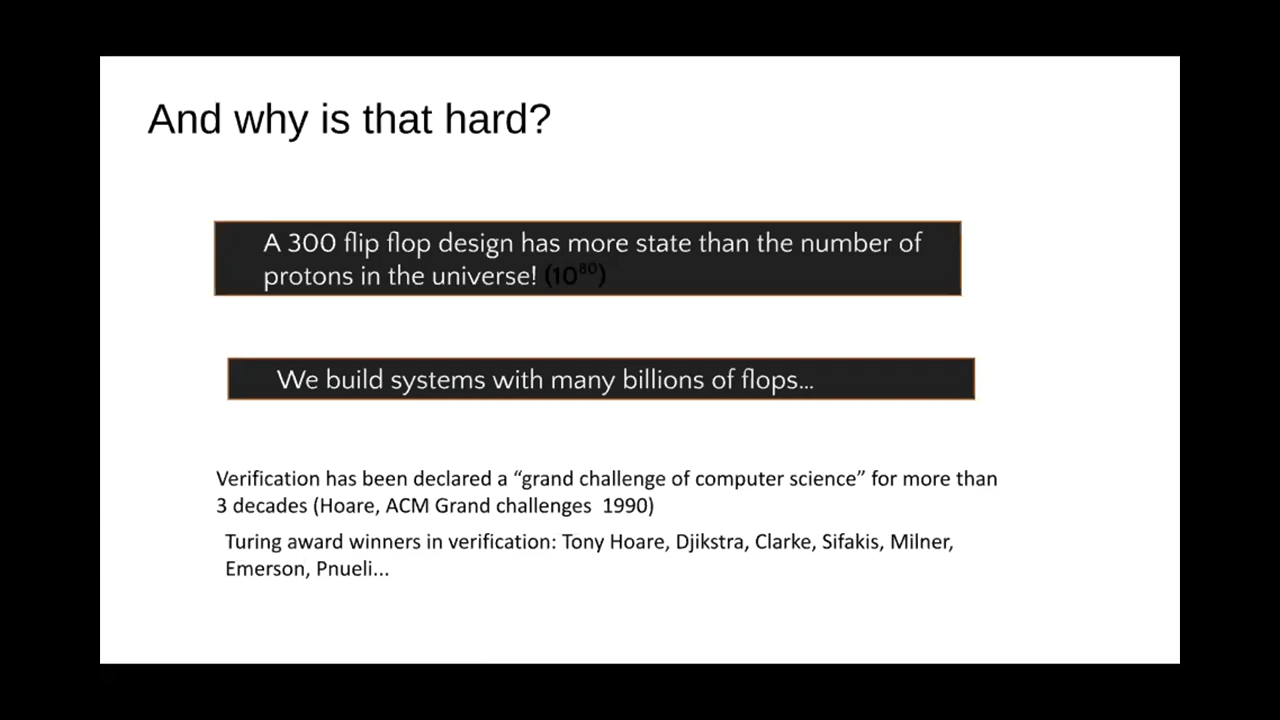 And why is that hard?
A 300 flip flop design has more state than the number of
protons in the universe! (10⁸⁰)
We build systems with many billions of flops...
Verification has been declared a “grand challenge of computer science” for more than
3 decades (Hoare, ACM Grand challenges  1990)
Turing award winners in verification: Tony Hoare, Djikstra, Clarke, Sifakis, Milner,
Emerson, Pnueli...